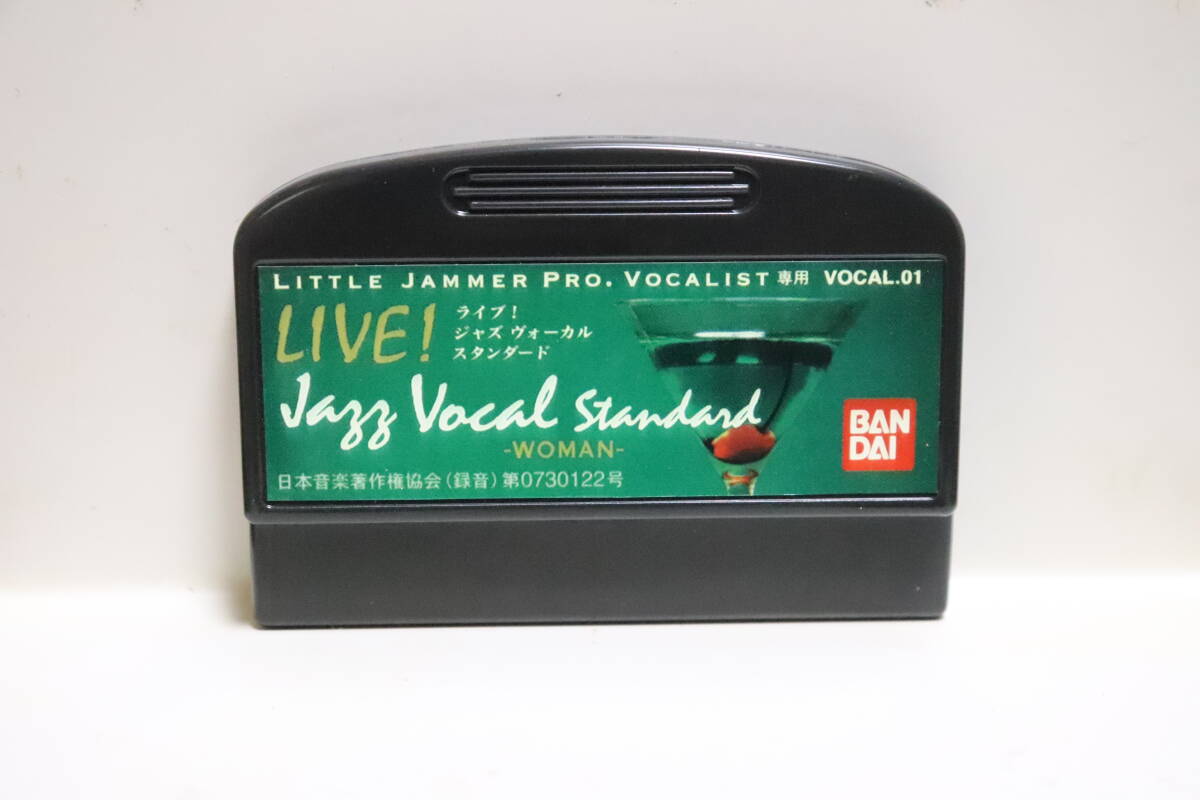 LITTLE JAMMER PRO. VOCALIST 専用 VOCAL.01
LIVE!
ライブ!
ジャズ ヴォーカル
スタンダード
Jazz Vocal Standard
-WOMAN-
BAN
DAI
日本音楽著作権協会(録音)第0730122号